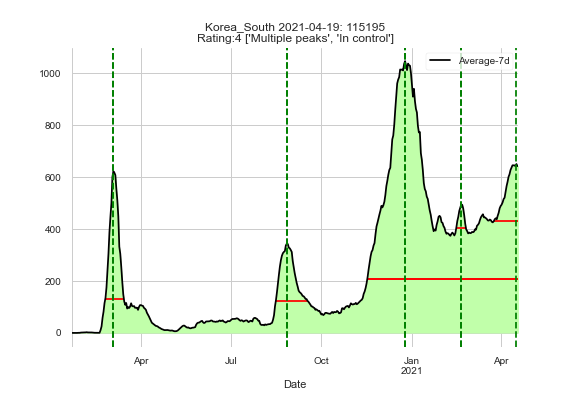 Korea_South 2021-04-19: 115195
Rating:4 ['Multiple peaks', 'In control']
Average-7d
1000
800
600
400
200
0
Apr
Jul
Oct
Jan
2021
Apr
Date